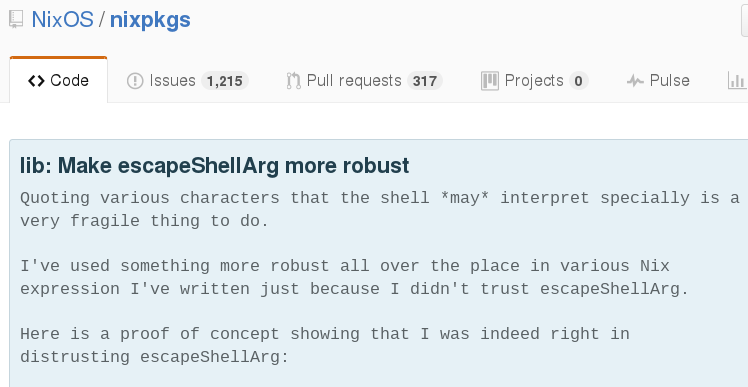 NixOS / nixpkgs
Code Issues 1,215 Pull requests 317 Projects 0 Pulse
lib: Make escapeShellArg more robust
Quoting various characters that the shell *may* interpret specially is a
very fragile thing to do.
I've used something more robust all over the place in various Nix
expression I've written just because I didn't trust escapeShellArg.
Here is a proof of concept showing that I was indeed right in
distrusting escapeShellArg: